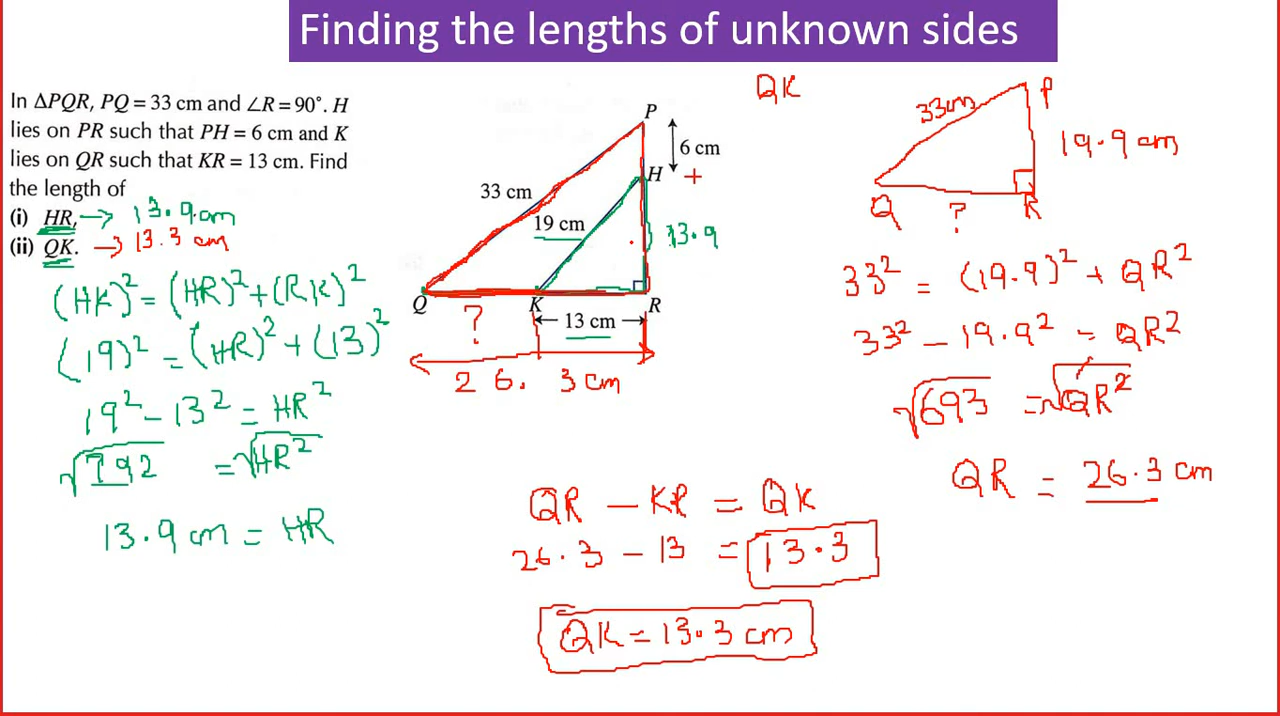 Finding the lengths of unknown sides
In ΔPQR, PQ = 33 cm and ∠R = 90°. H
lies on PR such that PH = 6 cm and K
lies on QR such that KR = 13 cm. Find
the length of
(i) HR, → 13.9 cm
(ii) QK. → 13.3 cm
(HK)² = (HR)² + (RK)²
(19)² = (HR)² + (13)²
19² − 13² = HR²
√792 = √HR²
13.9 cm = HR
P
6 cm
H +
33 cm
19 cm
13.9
Q
K
R
?
13 cm
26.3 cm
QK
33cm
P
19.9 cm
Q
?
R
33² = (19.9)² + QR²
33² − 19.9² = QR²
√693 = √QR²
QR = 26.3 cm
QR − KR = QK
26.3 − 13 = 13.3
QK = 13.3 cm